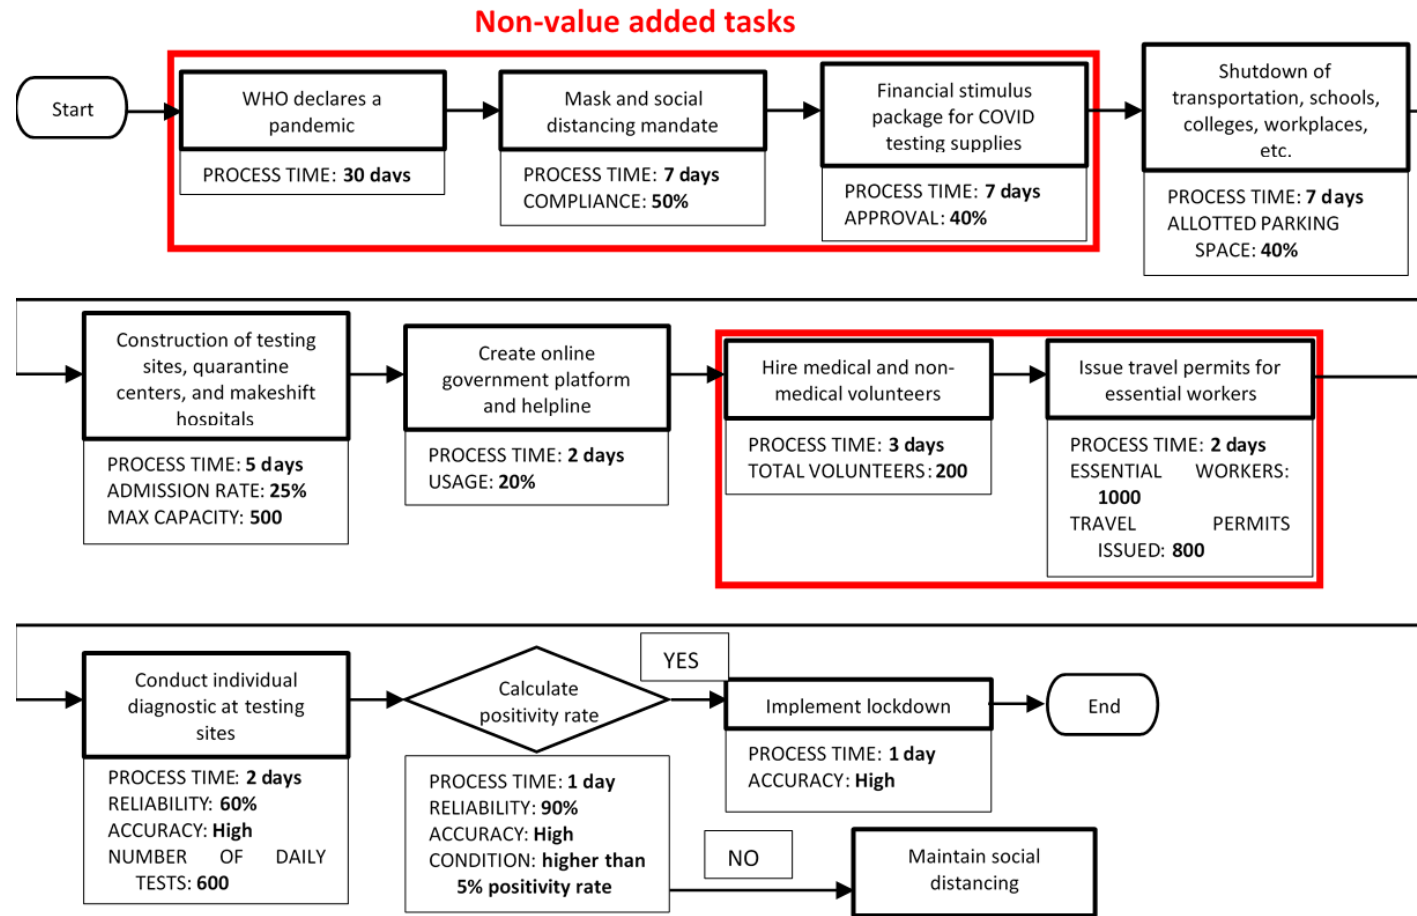 Non-value added tasks
Start
WHO declares a
pandemic
PROCESS TIME: 30 days
Mask and social
distancing mandate
PROCESS TIME: 7 days
COMPLIANCE: 50%
Financial stimulus
package for COVID
testing supplies
PROCESS TIME: 7 days
APPROVAL: 40%
Shutdown of
transportation, schools,
colleges, workplaces,
etc.
PROCESS TIME: 7 days
ALLOTTED PARKING
SPACE: 40%
Construction of testing
sites, quarantine
centers, and makeshift
hospitals
PROCESS TIME: 5 days
ADMISSION RATE: 25%
MAX CAPACITY: 500
Create online
government platform
and helpline
PROCESS TIME: 2 days
USAGE: 20%
Hire medical and non-
medical volunteers
PROCESS TIME: 3 days
TOTAL VOLUNTEERS: 200
Issue travel permits for
essential workers
PROCESS TIME: 2 days
ESSENTIAL WORKERS:
1000
TRAVEL PERMITS
ISSUED: 800
Conduct individual
diagnostic at testing
sites
PROCESS TIME: 2 days
RELIABILITY: 60%
ACCURACY: High
NUMBER OF DAILY
TESTS: 600
Calculate
positivity rate
PROCESS TIME: 1 day
RELIABILITY: 90%
ACCURACY: High
CONDITION: higher than
5% positivity rate
YES
Implement lockdown
PROCESS TIME: 1 day
ACCURACY: High
End
NO
Maintain social
distancing